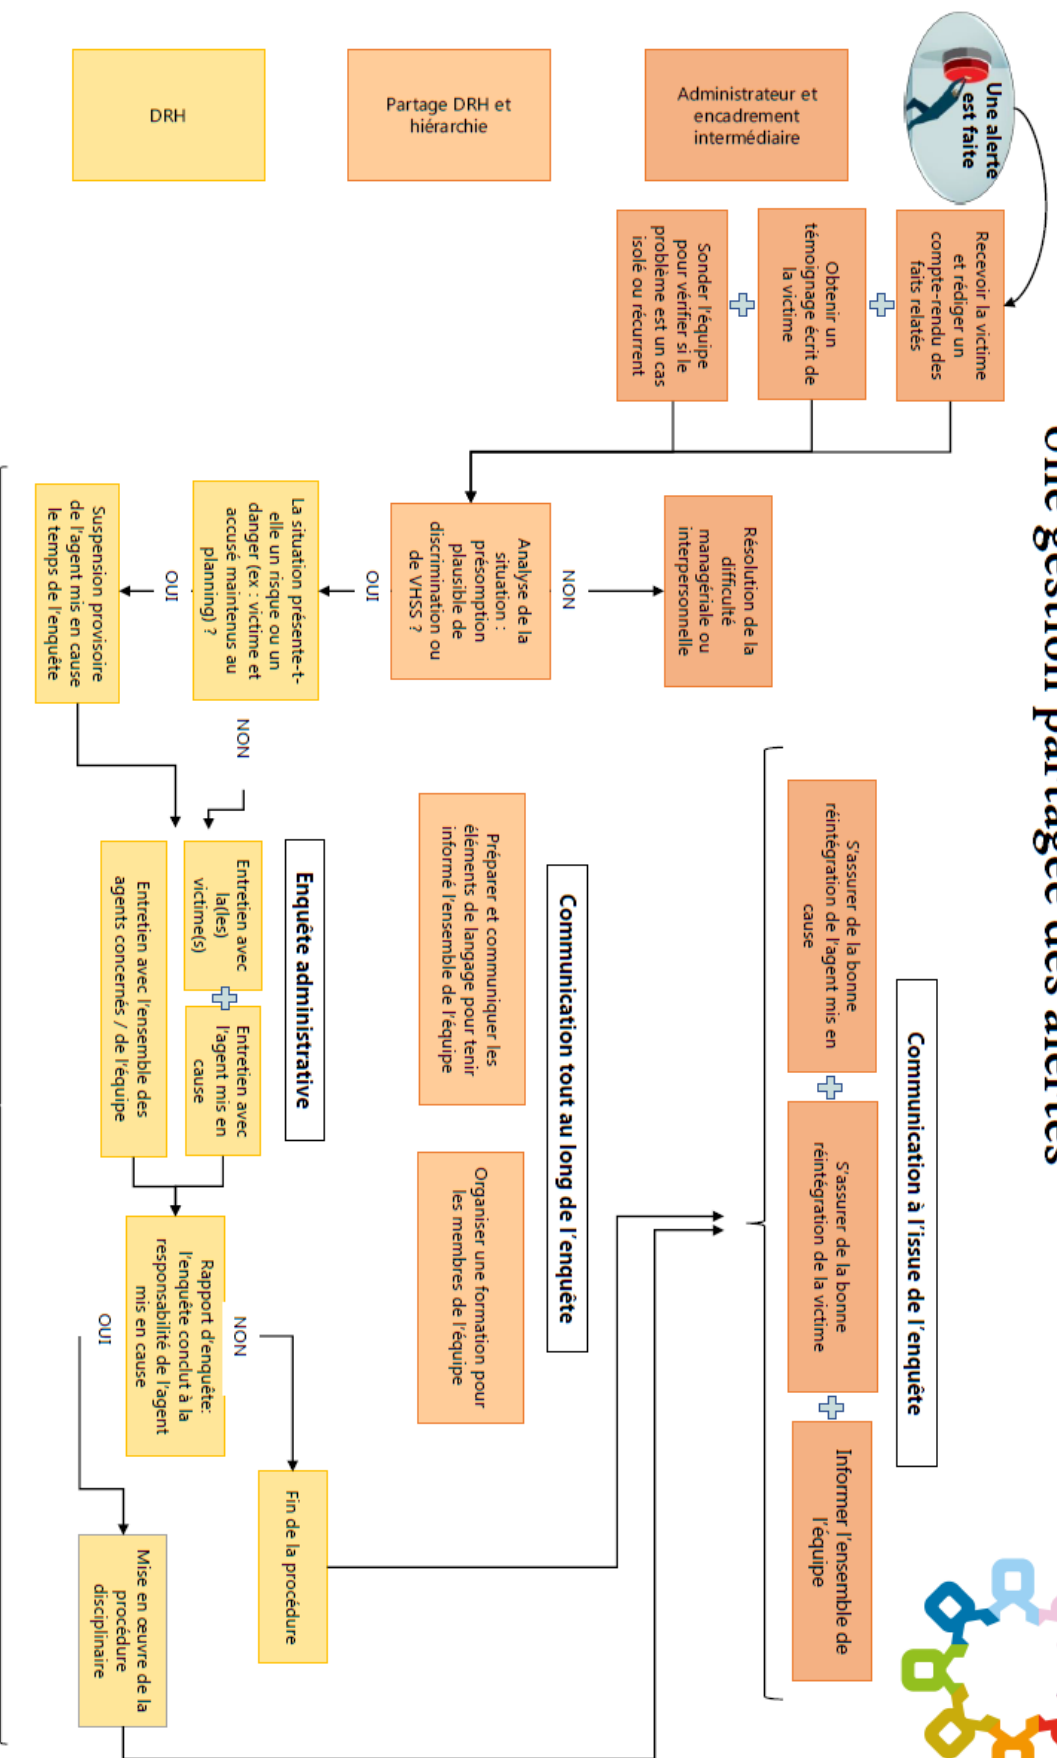 Une gestion partagée des alertes
Une alerte
est faite
Administrateur et
encadrement
intermédiaire
Partage DRH et
hiérarchie
DRH
Recevoir la victime
et rédiger un
compte-rendu des
faits relatés
Obtenir un
témoignage écrit de
la victime
Sonder l'équipe
pour vérifier si le
problème est un cas
isolé ou récurrent
Résolution de la
difficulté
managériale ou
interpersonnelle
NON
Analyse de la
situation :
présomption
plausible de
discrimination ou
de VHSS ?
OUI
La situation présente-t-
elle un risque ou un
danger (ex : victime et
accusé maintenus au
planning) ?
OUI
Suspension provisoire
de l'agent mis en cause
le temps de l'enquête
NON
Communication à l'issue de l'enquête
S'assurer de la bonne
réintégration de l'agent mis en
cause
S'assurer de la bonne
réintégration de la victime
Informer l'ensemble de
l'équipe
Communication tout au long de l'enquête
Préparer et communiquer les
éléments de langage pour tenir
informé l'ensemble de l'équipe
Organiser une formation pour
les membres de l'équipe
Enquête administrative
Entretien avec
la(les)
victime(s)
Entretien avec
l'agent mis en
cause
Entretien avec l'ensemble des
agents concernés / de l'équipe
Rapport d'enquête:
l'enquête conclut à la
responsabilité de l'agent
mis en cause
NON
OUI
Fin de la procédure
Mise en œuvre de la
procédure
disciplinaire